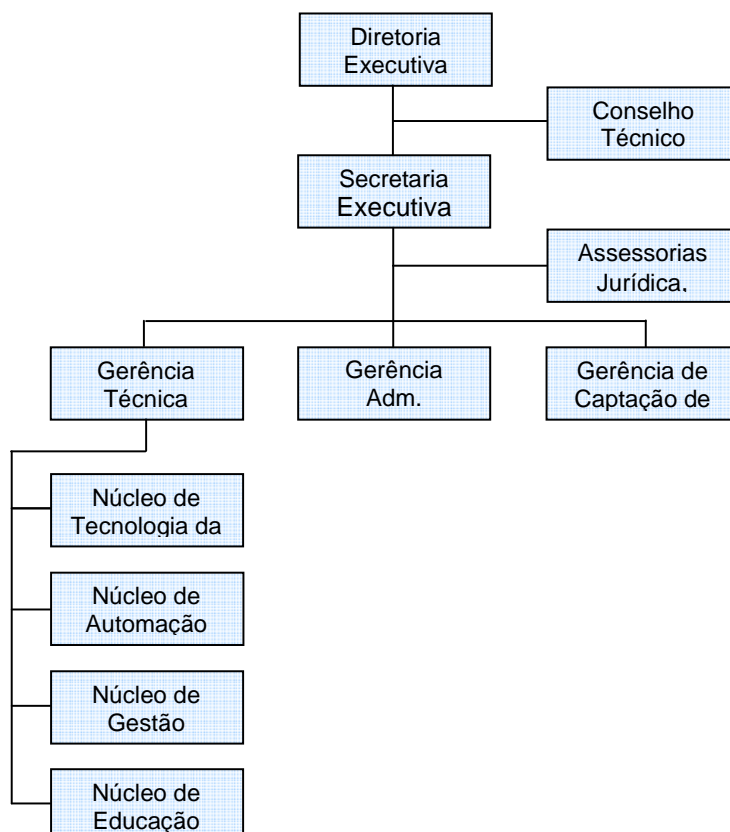 Diretoria
Executiva
Conselho
Técnico
Secretaria
Executiva
Assessorias
Jurídica,
Gerência
Técnica
Gerência
Adm.
Gerência de
Captação de
Núcleo de
Tecnologia da
Núcleo de
Automação
Núcleo de
Gestão
Núcleo de
Educação